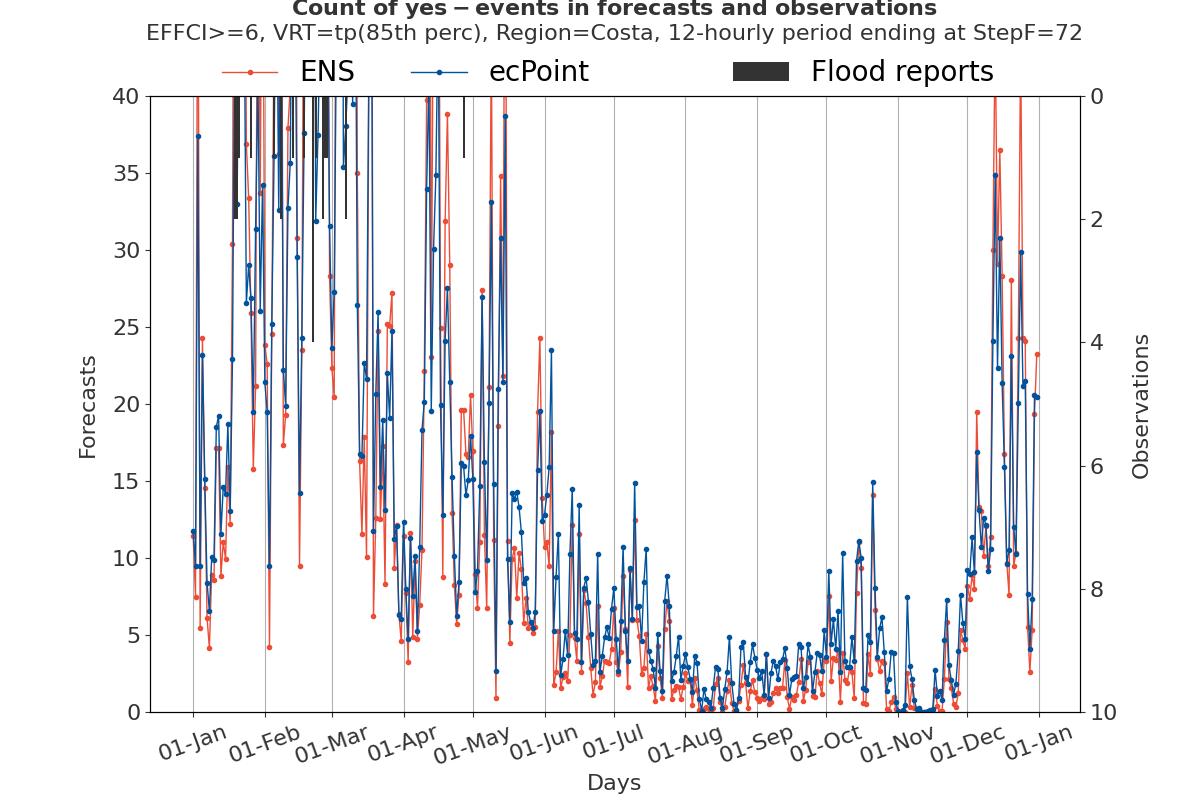 Count of yes − events in forecasts and observations
EFFCI>=6, VRT=tp(85th perc), Region=Costa, 12-hourly period ending at StepF=72
ENS ecPoint Flood reports
40 0
35
30 2
25
4
20
15 6
10
8
5
0 10
Forecasts
Observations
01-Jan 01-Feb 01-Mar 01-Apr 01-May 01-Jun 01-Jul 01-Aug 01-Sep 01-Oct 01-Nov 01-Dec 01-Jan
Days